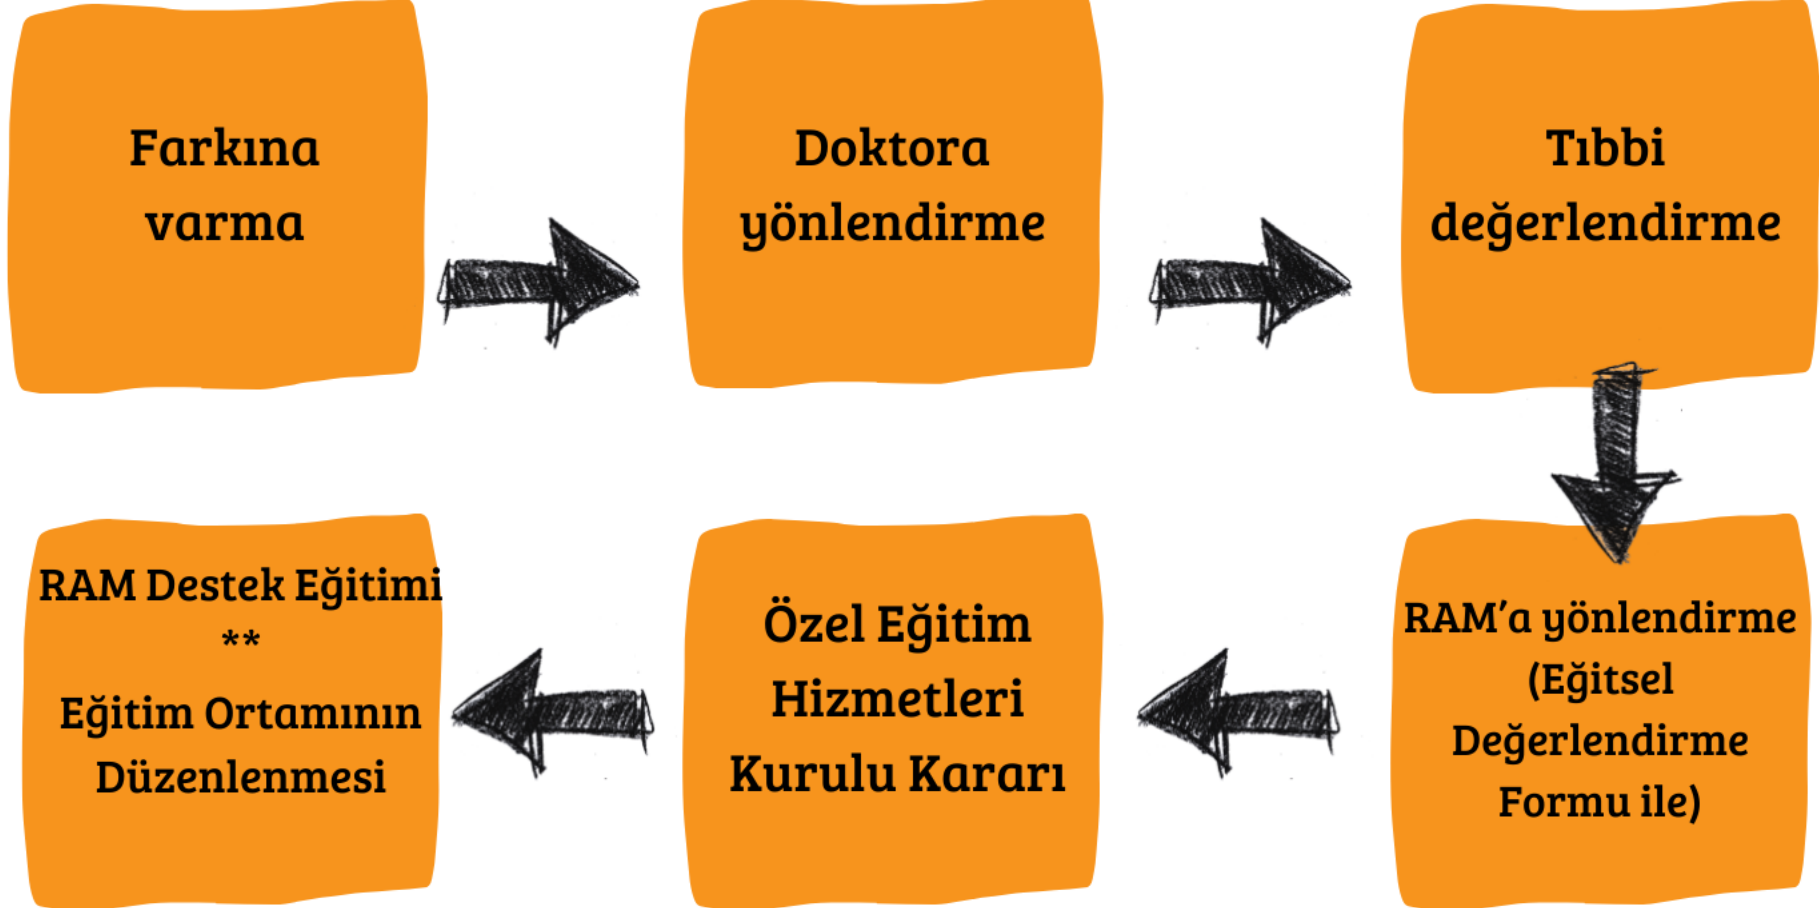 Farkına
varma
Doktora
yönlendirme
Tıbbi
değerlendirme
RAM'a yönlendirme
(Eğitsel
Değerlendirme
Formu ile)
Özel Eğitim
Hizmetleri
Kurulu Kararı
RAM Destek Eğitimi
**
Eğitim Ortamının
Düzenlenmesi